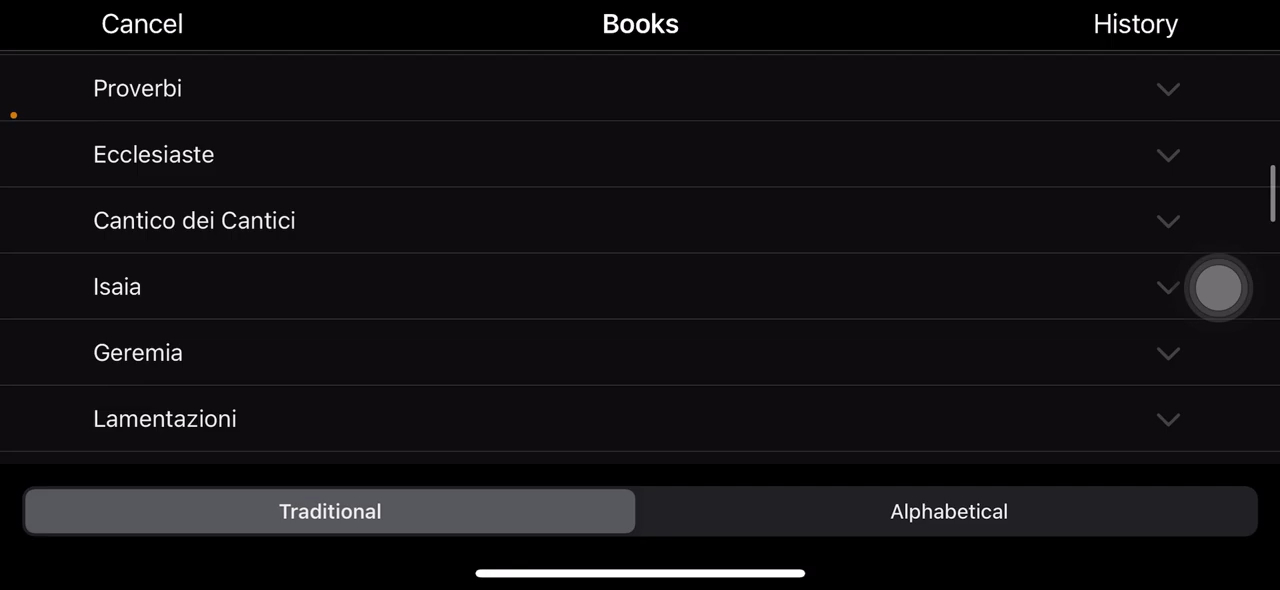 Cancel Books History
Proverbi
Ecclesiaste
Cantico dei Cantici
Isaia
Geremia
Lamentazioni
Traditional Alphabetical